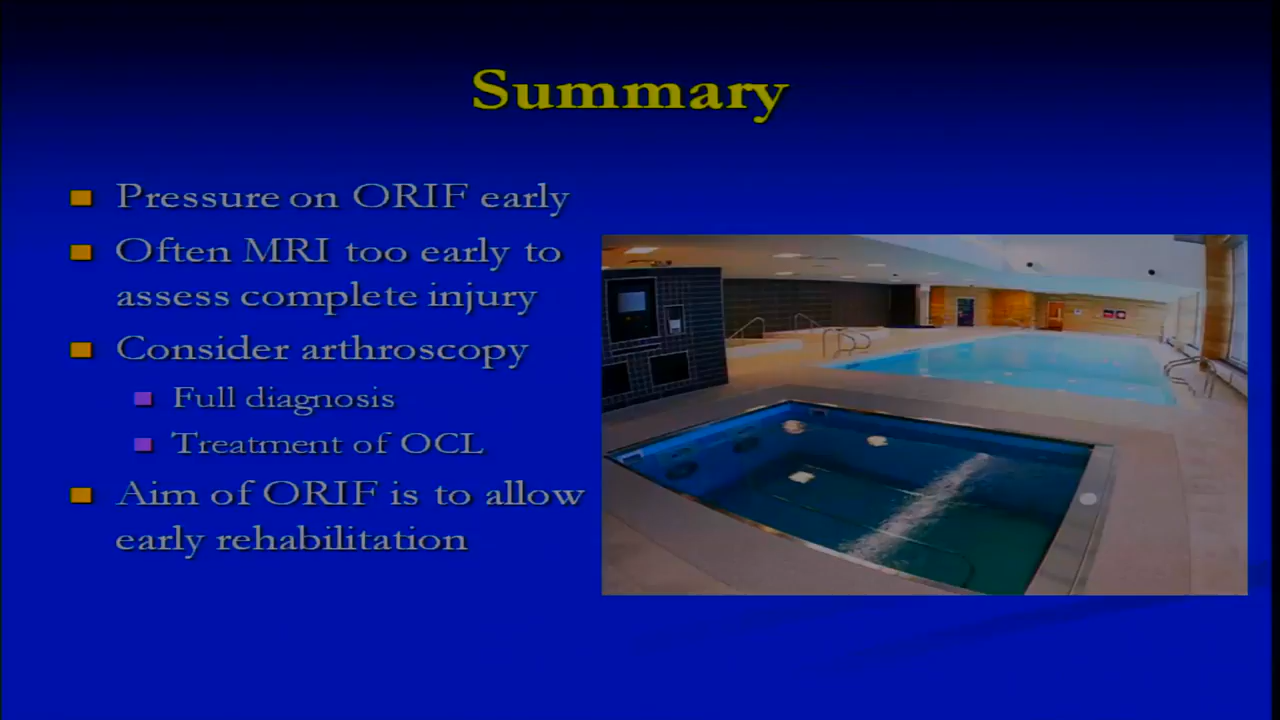 Summary
Pressure on ORIF early
Often MRI too early to
assess complete injury
Consider arthroscopy
Full diagnosis
Treatment of OCL
Aim of ORIF is to allow
early rehabilitation